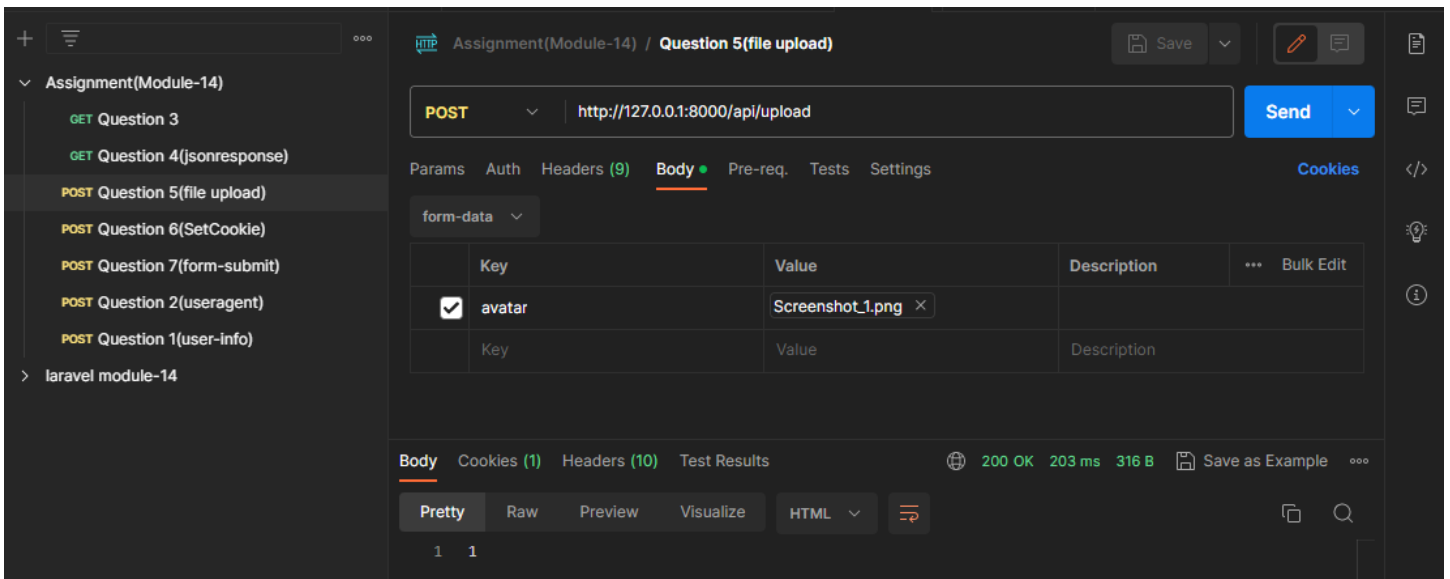 Assignment(Module-14)
GET Question 3
GET Question 4(jsonresponse)
POST Question 5(file upload)
POST Question 6(SetCookie)
POST Question 7(form-submit)
POST Question 2(useragent)
POST Question 1(user-info)
laravel module-14
HTTP Assignment(Module-14) / Question 5(file upload) Save
POST http://127.0.0.1:8000/api/upload Send
Params Auth Headers (9) Body Pre-req. Tests Settings Cookies
form-data
Key Value Description Bulk Edit
avatar Screenshot_1.png
Key Value Description
Body Cookies (1) Headers (10) Test Results 200 OK 203 ms 316 B Save as Example
Pretty Raw Preview Visualize HTML
1 1